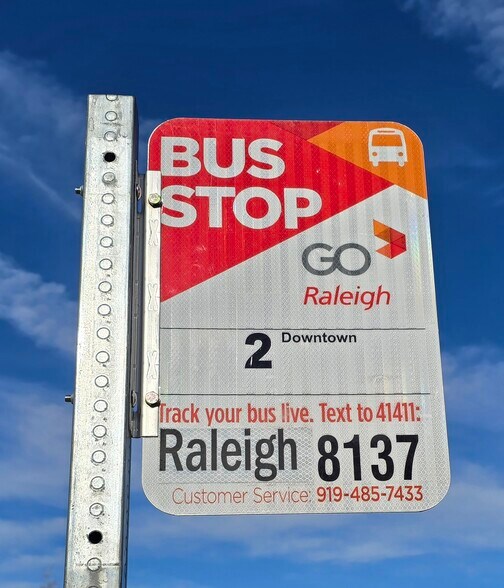 BUS
STOP
GO
Raleigh
2 Downtown
Track your bus live. Text to 41411:
Raleigh 8137
Customer Service: 919-485-7433